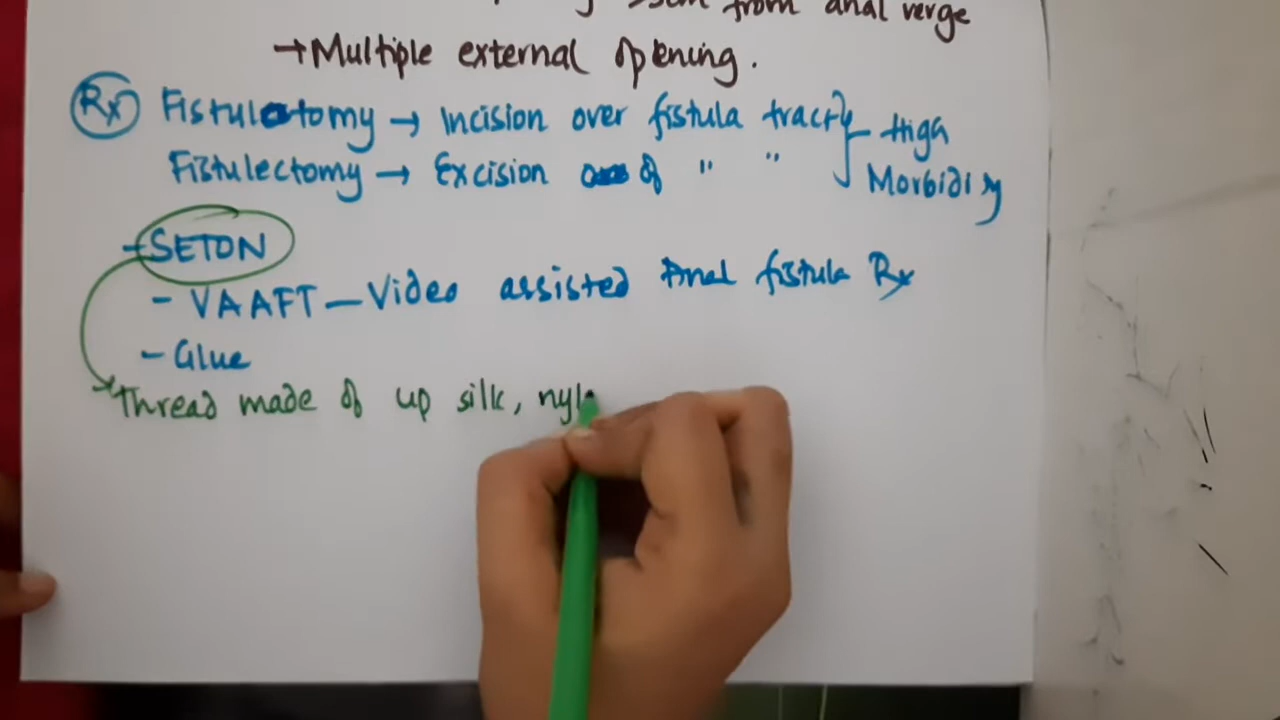 from anal verge
→Multiple external opening.
Rx Fistulotomy → Incision over fistula tract High
Fistulectomy → Excision of " " Morbidity
-SETON
- VAAFT - Video assisted Anal fistula Rx
- Glue
Thread made of up silk, nylo